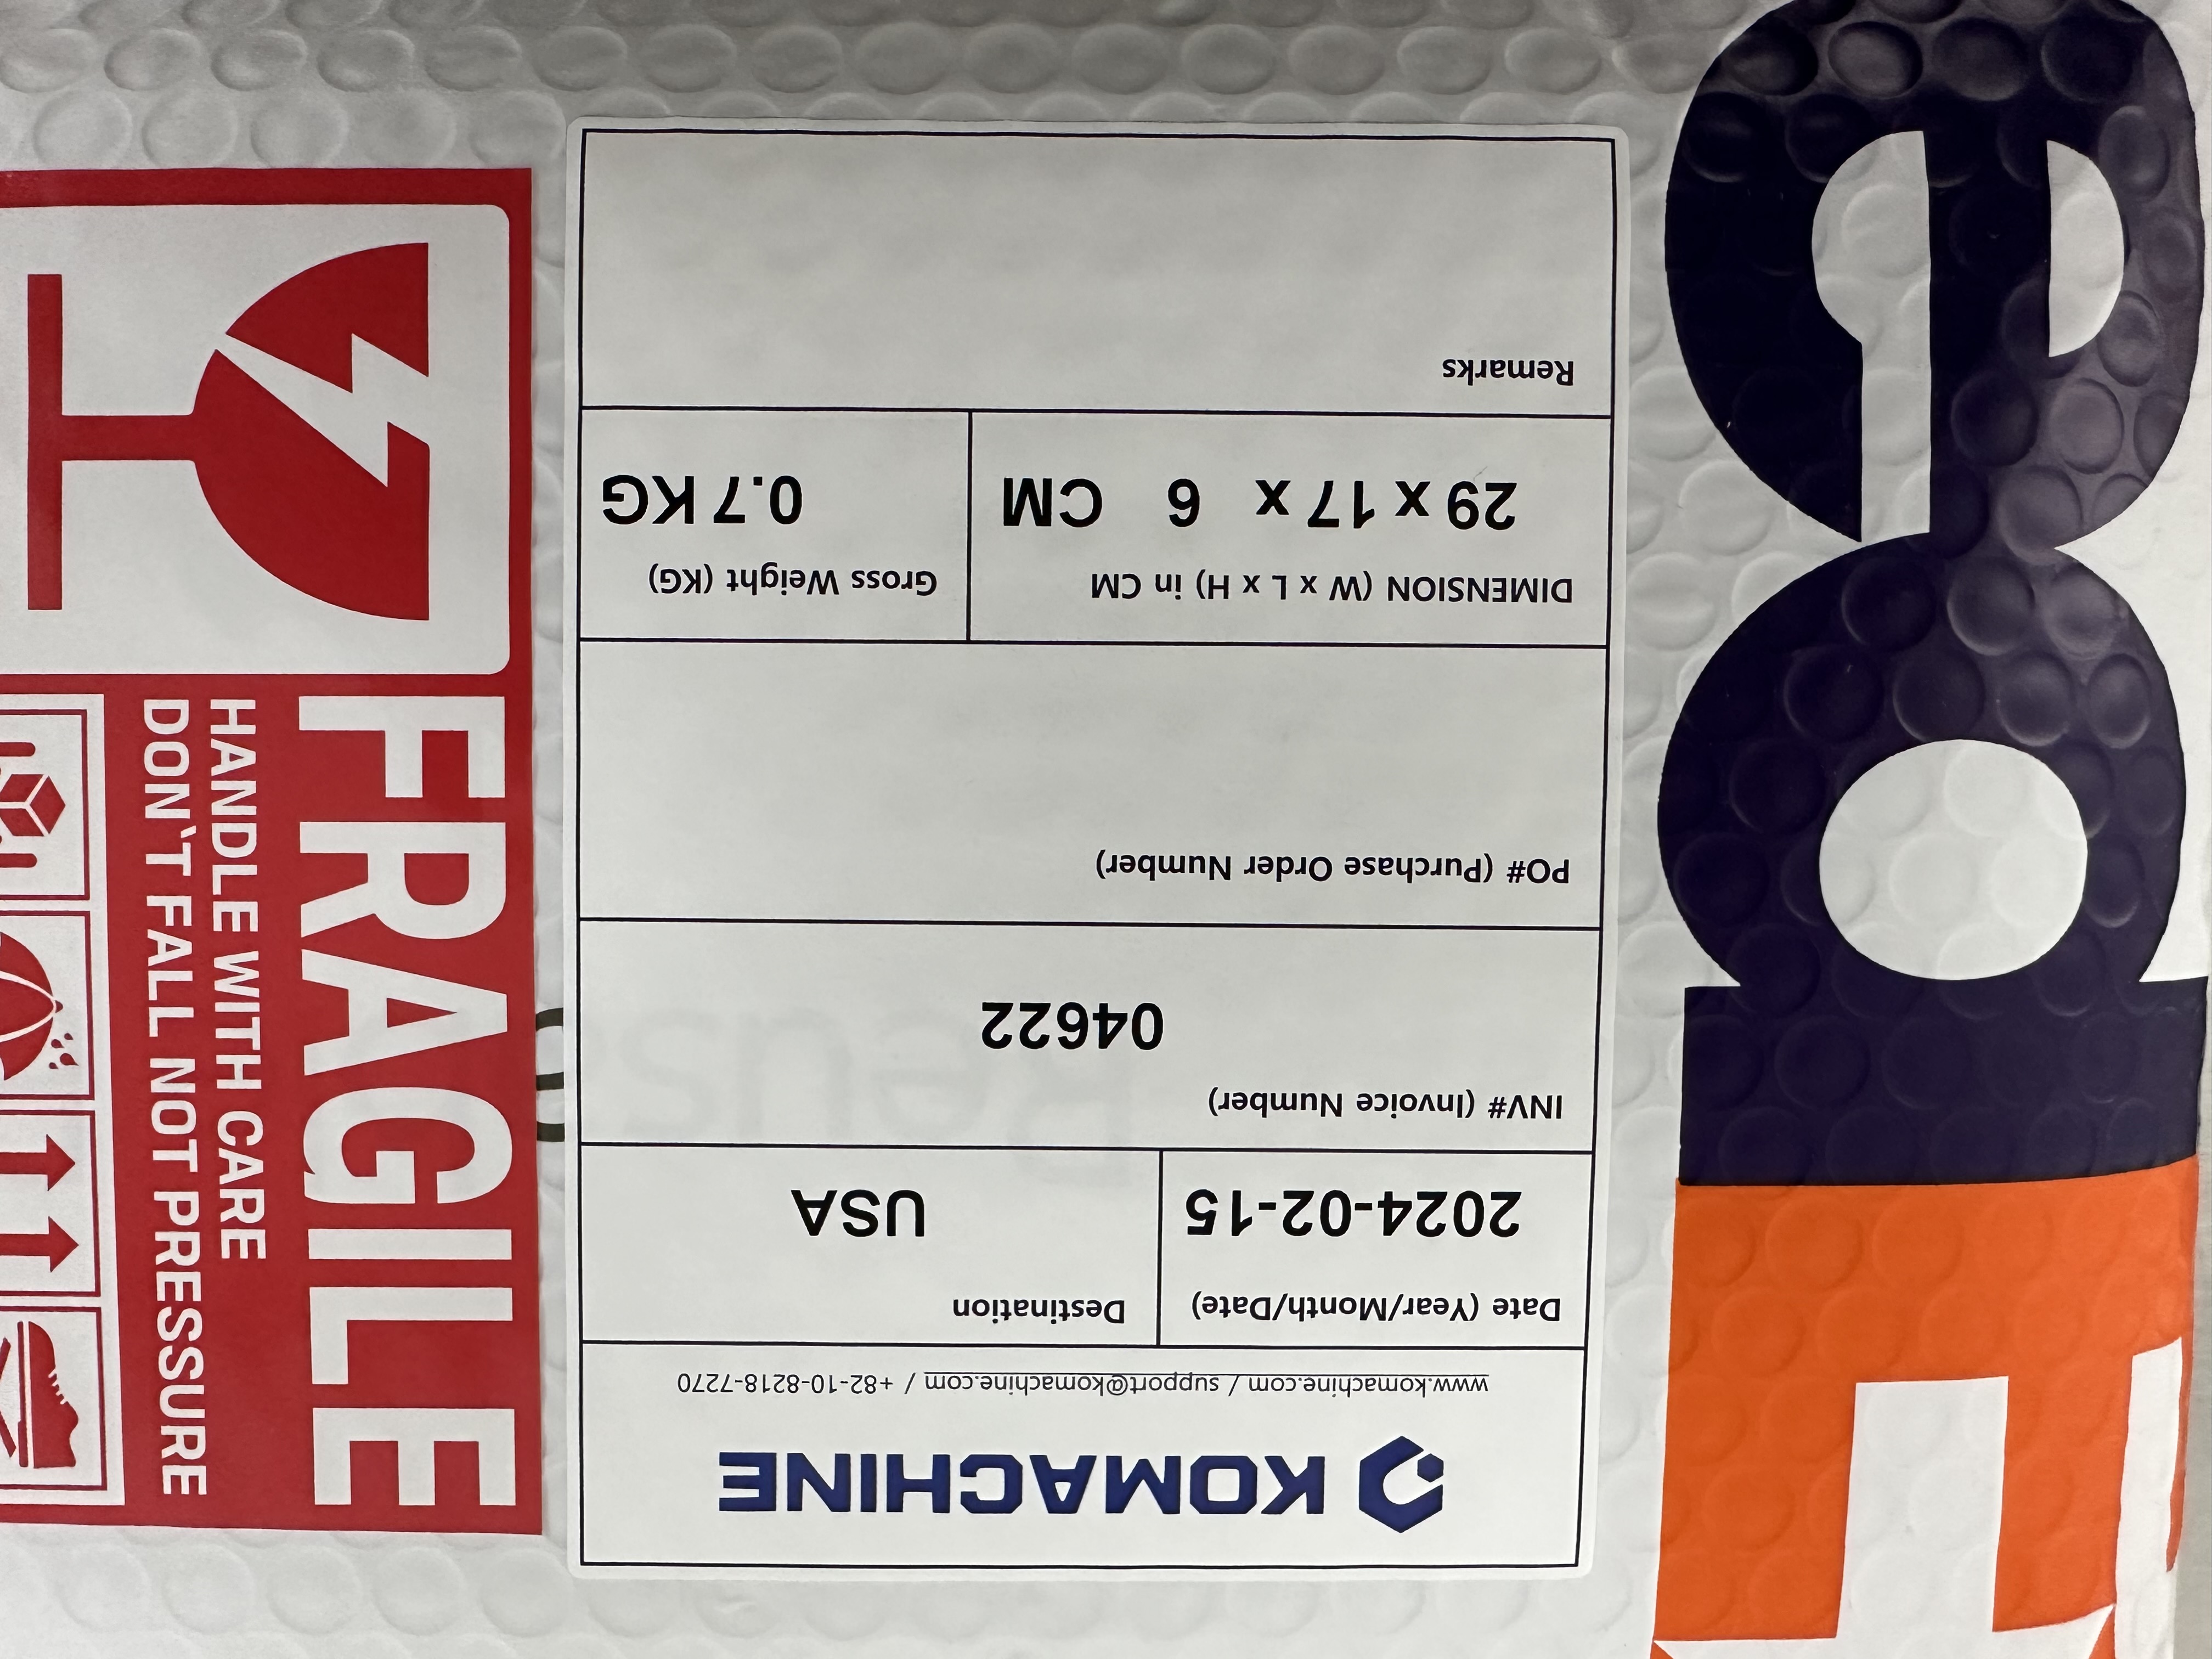 KOMACHINE
www.komachine.com / support@komachine.com / +82-10-8218-7270
Date (Year/Month/Date)
2024-02-15
Destination
USA
INV# (Invoice Number)
04622
PO# (Purchase Order Number)
DIMENSION (W x L x H) in CM
29 x 17 x 6 CM
Gross Weight (KG)
0.7 KG
Remarks
FRAGILE
HANDLE WITH CARE
DON'T FALL NOT PRESSURE